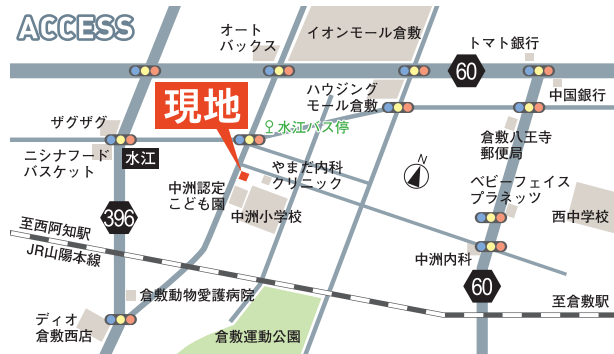 ACCESS
オート
バックス
イオンモール倉敷
トマト銀行
60
中国銀行
現地
ハウジング
モール倉敷
水江バス停
ザグザグ
ニシナフード
バスケット
水江
倉敷八王寺
郵便局
やまだ内科
クリニック
N
中洲認定
こども園
中洲小学校
ベビーフェイス
プラネッツ
西中学校
396
至西阿知駅
JR山陽本線
中洲内科
60
至倉敷駅
倉敷動物愛護病院
ディオ
倉敷西店
倉敷運動公園